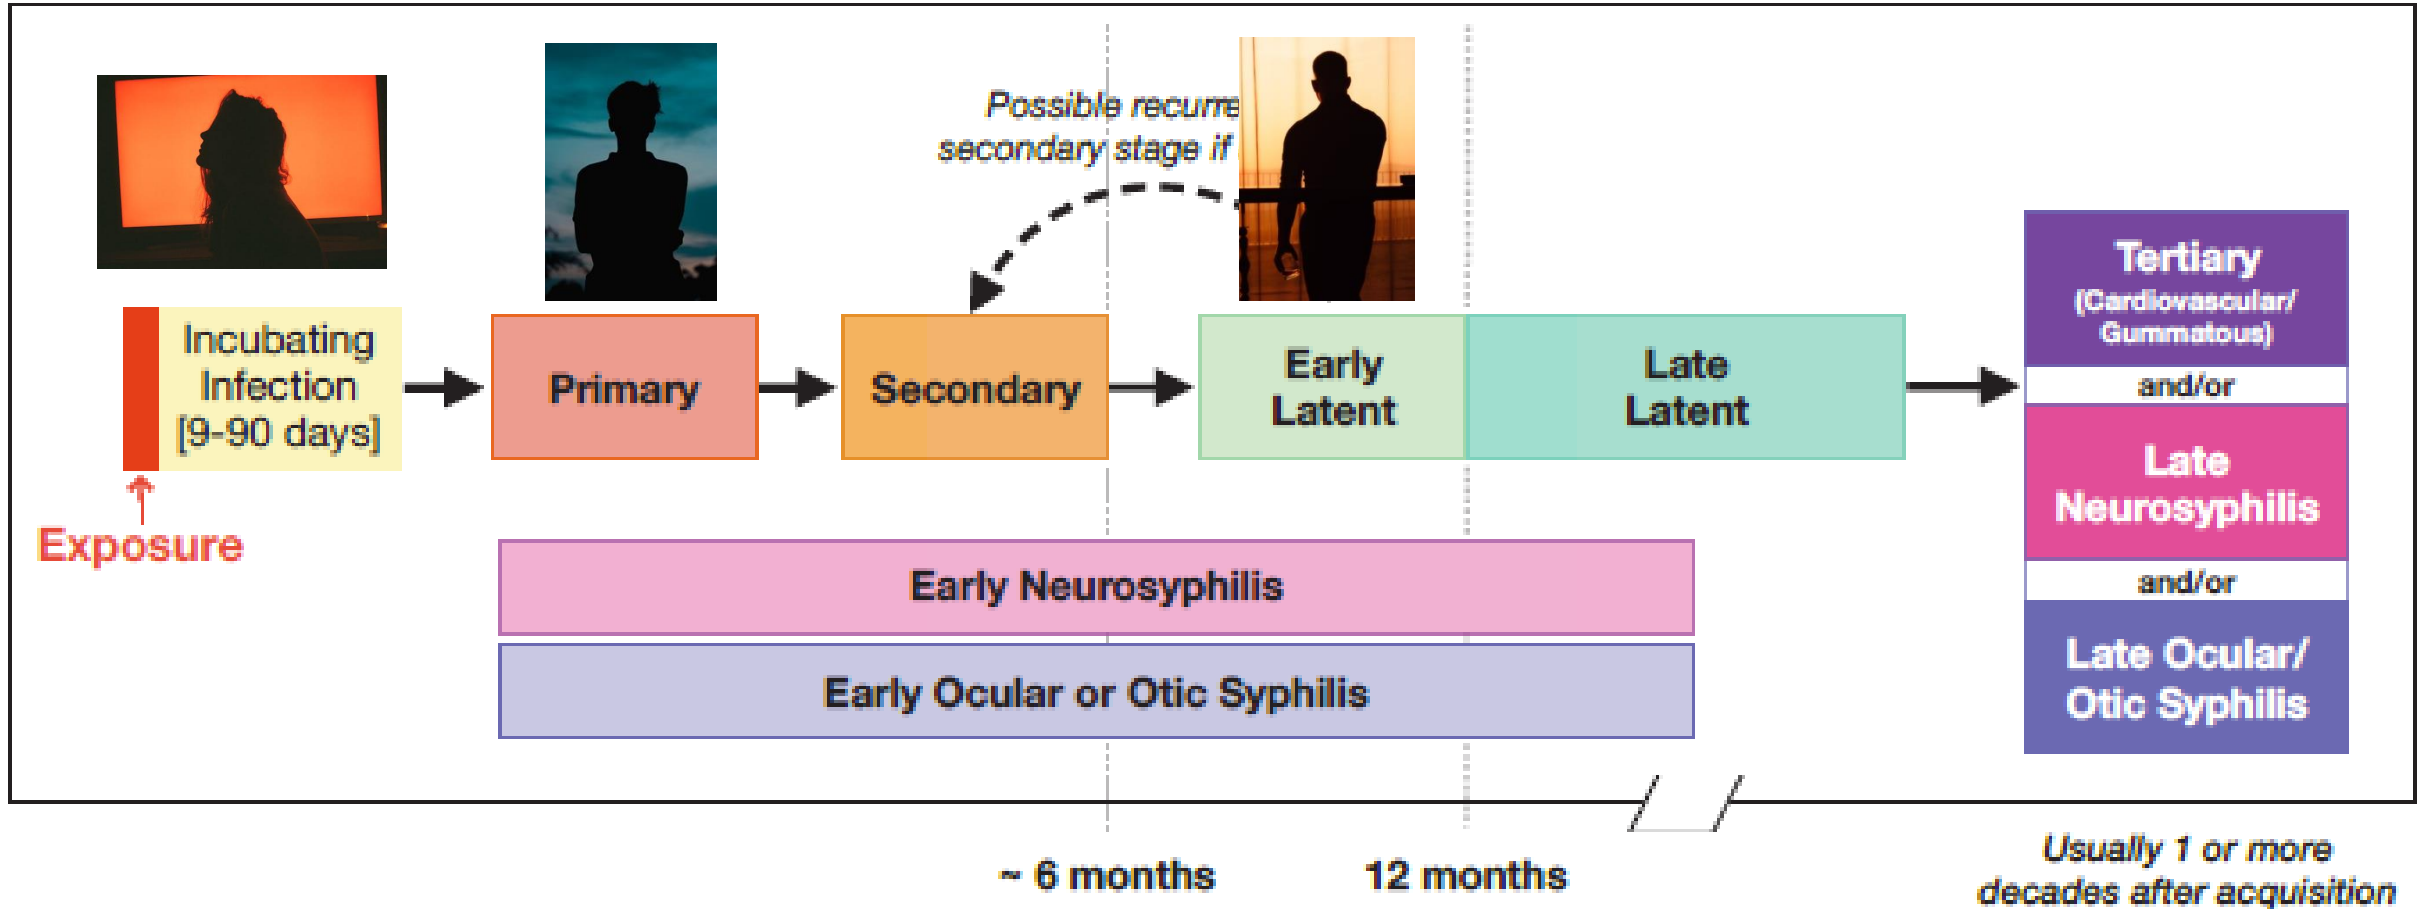 Possible recurre
secondary stage if
Incubating
Infection
[9-90 days]
Exposure
Primary
Secondary
Early
Latent
Late
Latent
Tertiary
(Cardiovascular/
Gummatous)
and/or
Late
Neurosyphilis
and/or
Late Ocular/
Otic Syphilis
Early Neurosyphilis
Early Ocular or Otic Syphilis
~ 6 months
12 months
Usually 1 or more
decades after acquisition